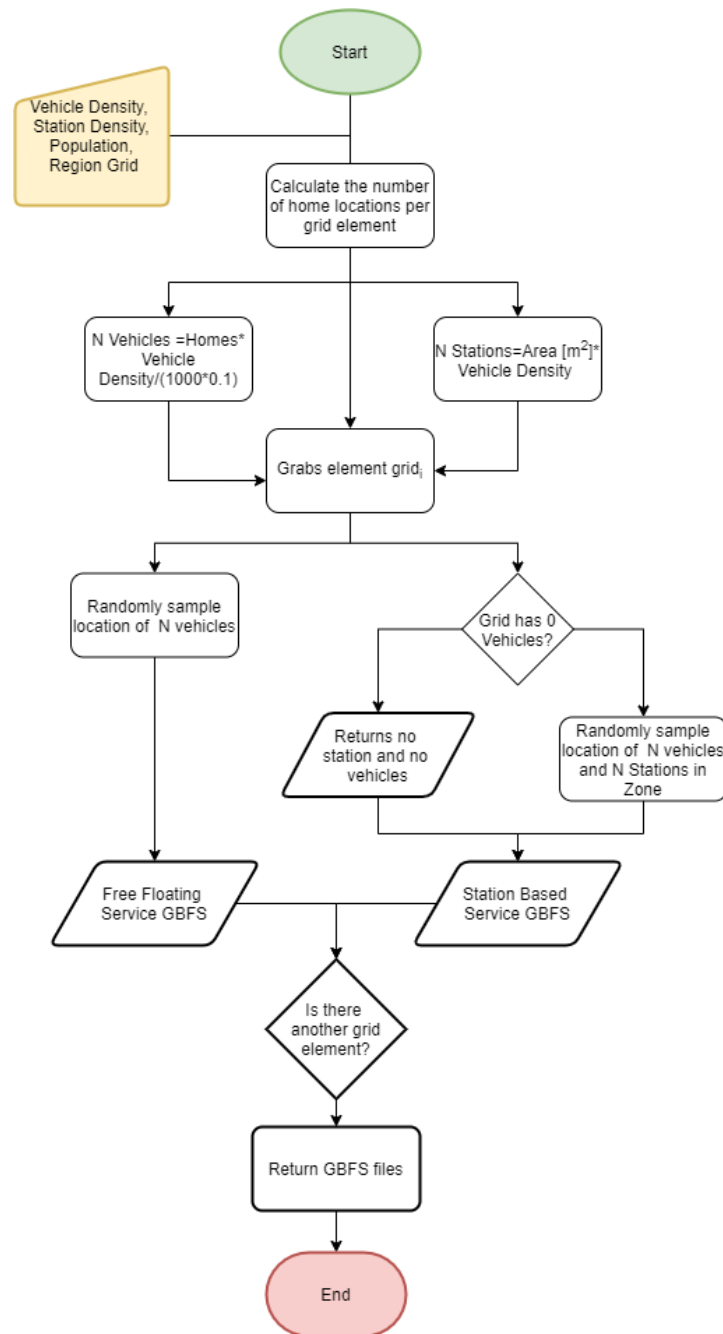 Start
Vehicle Density,
Station Density,
Population,
Region Grid
Calculate the number
of home locations per
grid element
N Vehicles =Homes*
Vehicle
Density/(1000*0.1)
N Stations=Area [m²]*
Vehicle Density
Grabs element gridᵢ
Randomly sample
location of N vehicles
Grid has 0
Vehicles?
Returns no
station and no
vehicles
Randomly sample
location of N vehicles
and N Stations in
Zone
Free Floating
Service GBFS
Station Based
Service GBFS
Is there
another grid
element?
Return GBFS files
End